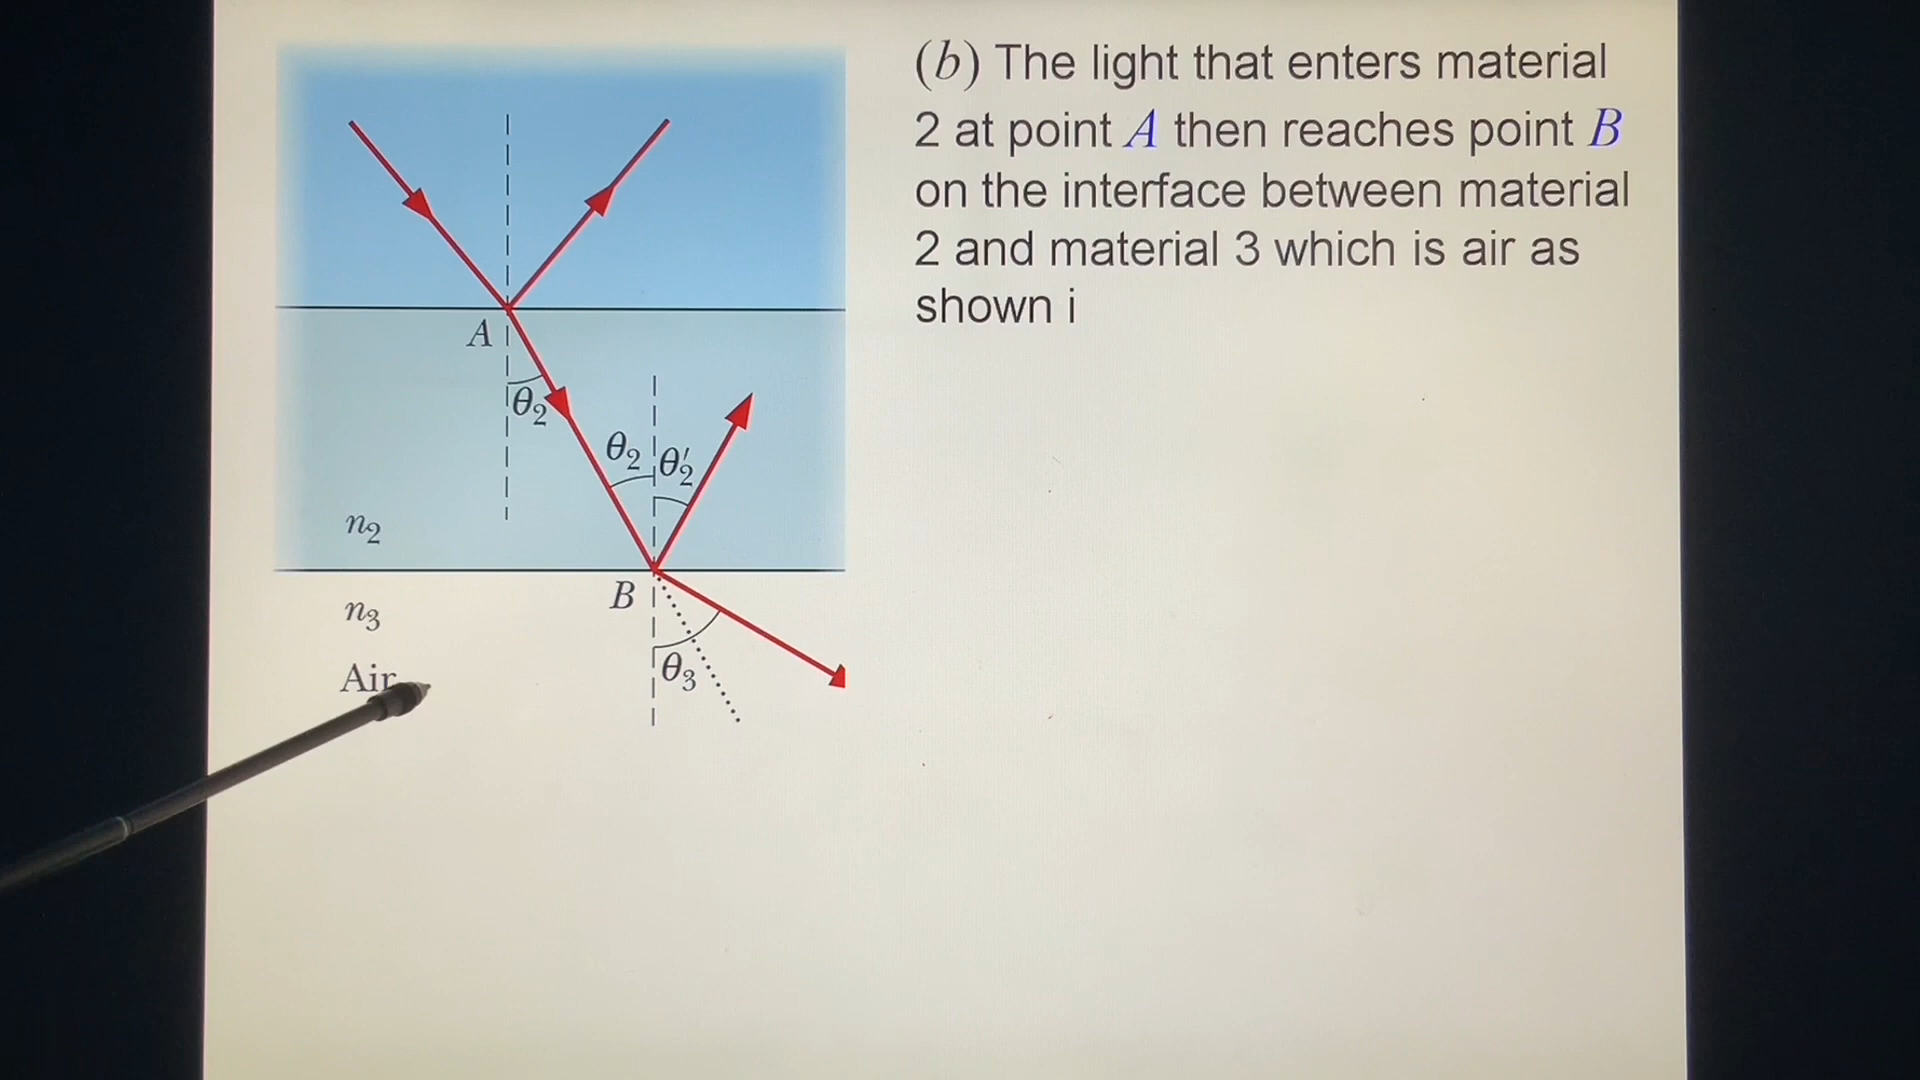 (b) The light that enters material
2 at point A then reaches point B
on the interface between material
2 and material 3 which is air as
shown i
A
θ₂
θ₂
θ′₂
n₂
B
n₃
θ₃
Air